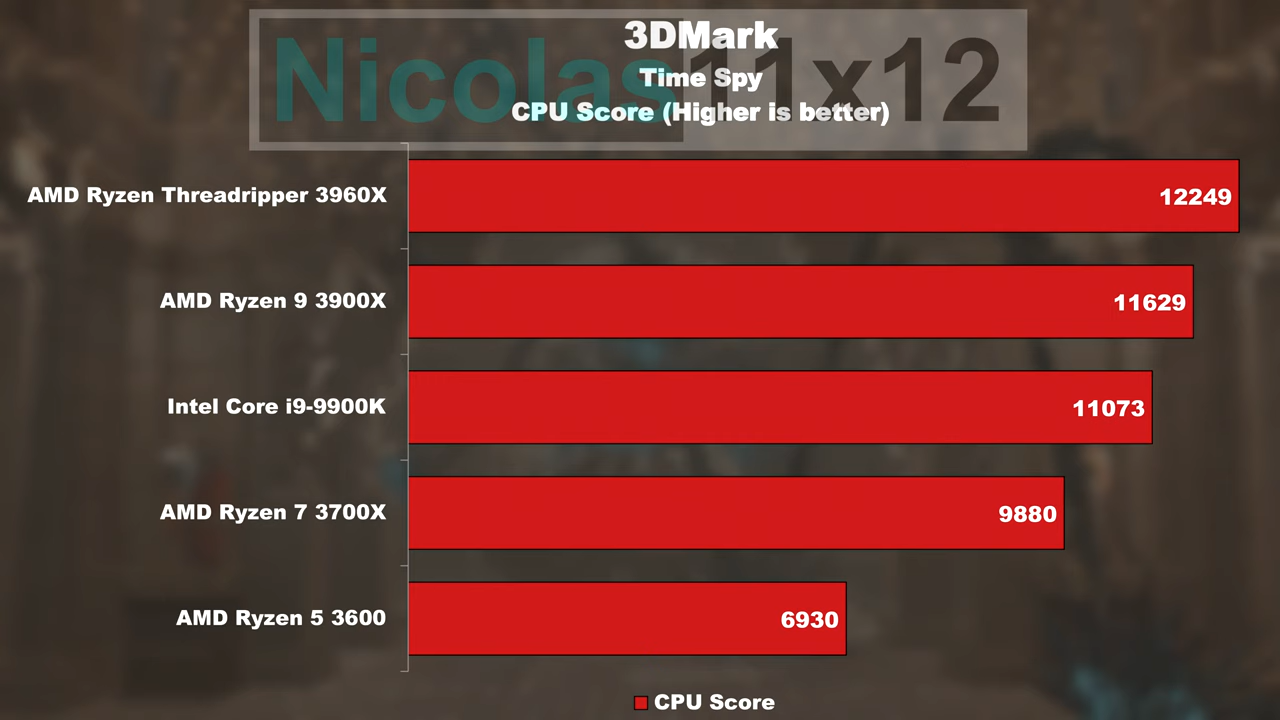 Nicolas11x12
3DMark
Time Spy
CPU Score (Higher is better)
AMD Ryzen Threadripper 3960X 12249
AMD Ryzen 9 3900X 11629
Intel Core i9-9900K 11073
AMD Ryzen 7 3700X 9880
AMD Ryzen 5 3600 6930
CPU Score